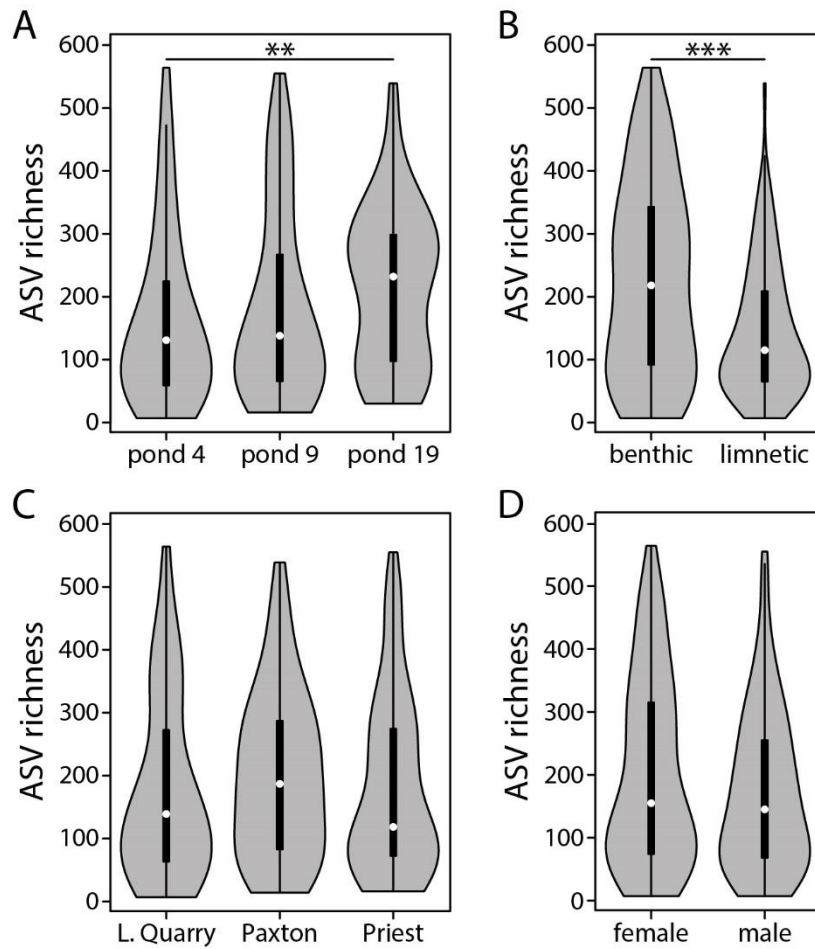 A
**
600
500
400
300
200
100
0
ASV richness
pond 4 pond 9 pond 19
B
***
600
500
400
300
200
100
0
ASV richness
benthic limnetic
C
600
500
400
300
200
100
0
ASV richness
L. Quarry Paxton Priest
D
600
500
400
300
200
100
0
ASV richness
female male